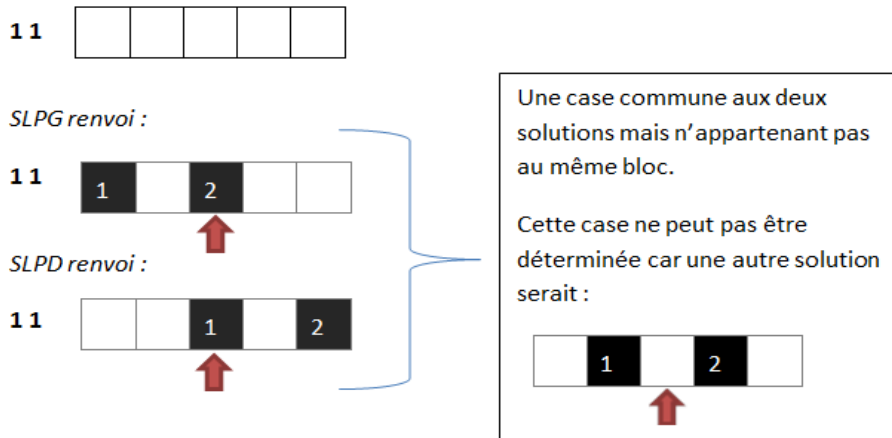 1 1
SLPG renvoi :
1 1 1 2
SLPD renvoi :
1 1 1 2
Une case commune aux deux
solutions mais n'appartenant pas
au même bloc.
Cette case ne peut pas être
déterminée car une autre solution
serait :
1 2